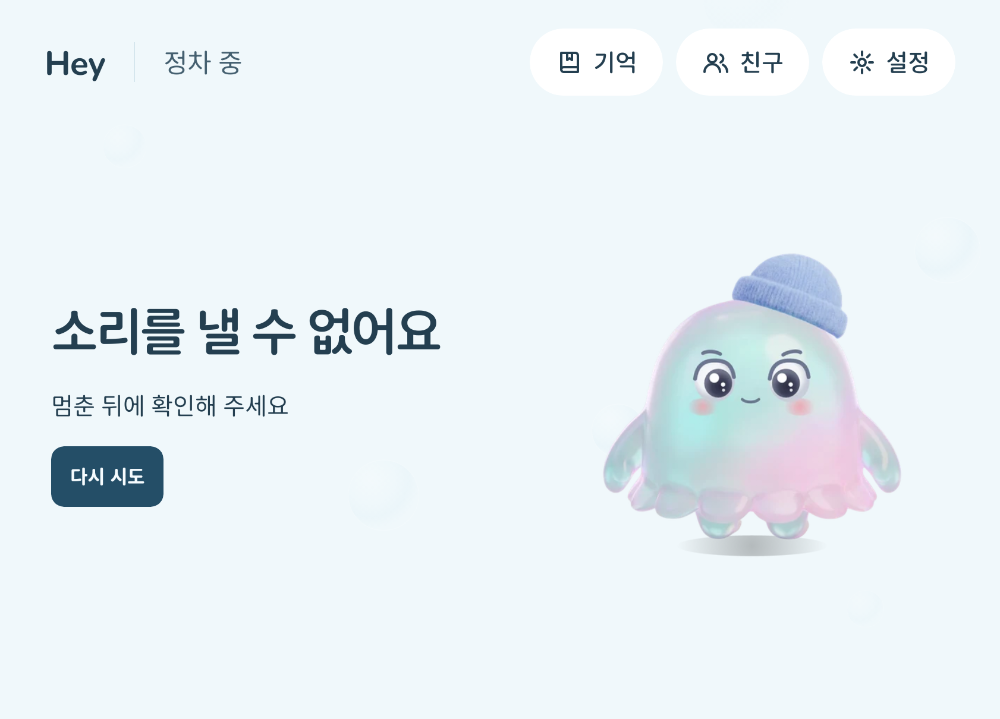 Hey
정차 중
기억
친구
설정
소리를 낼 수 없어요
멈춘 뒤에 확인해 주세요
다시 시도